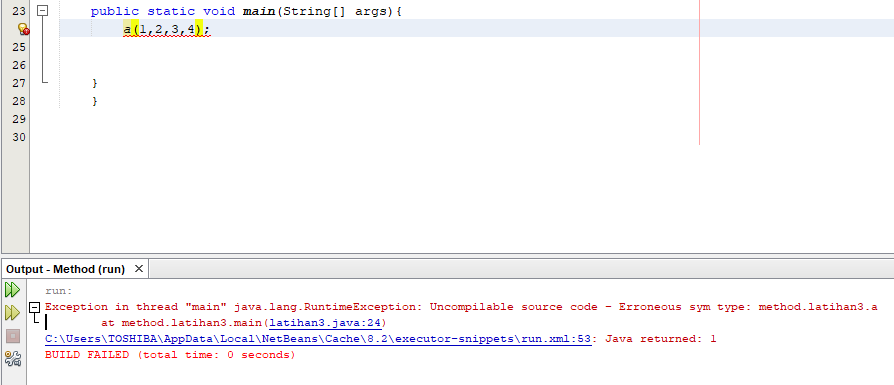 23 public static void main(String[] args){
a(1,2,3,4);
25
26
27 }
28 }
29
30
Output - Method (run) ×
run:
Exception in thread "main" java.lang.RuntimeException: Uncompilable source code - Erroneous sym type: method.latihan3.a
at method.latihan3.main(latihan3.java:24)
C:\Users\TOSHIBA\AppData\Local\NetBeans\Cache\8.2\executor-snippets\run.xml:53: Java returned: 1
BUILD FAILED (total time: 0 seconds)